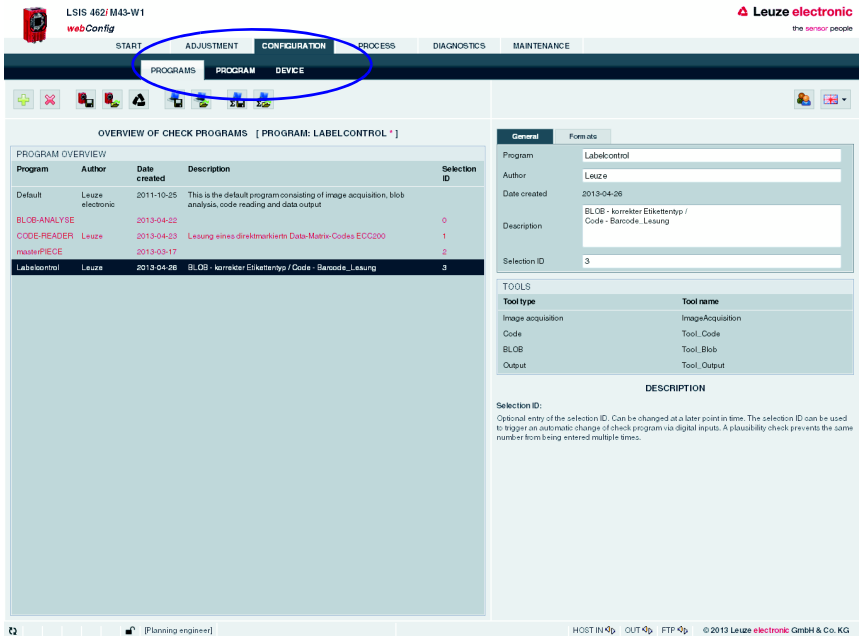 LSIS 462i M43-W1
webConfig
Leuze electronic
the sensor people
START ADJUSTMENT CONFIGURATION PROCESS DIAGNOSTICS MAINTENANCE
PROGRAMS PROGRAM DEVICE
OVERVIEW OF CHECK PROGRAMS [ PROGRAM: LABELCONTROL * ]
PROGRAM OVERVIEW
Program Author Date created Description Selection ID
Default Leuze electronic 2011-10-25 This is the default program consisting of image acquisition, blob analysis, code reading and data output
BLOB-ANALYSE 2013-04-22 0
CODE-READER Leuze 2013-04-23 Lesung eines direktmarkiertn Data-Matrix-Codes ECC200 1
masterPIECE 2013-03-17 2
Labelcontrol Leuze 2013-04-26 BLOB - korrekter Etikettentyp / Code - Barcode_Lesung 3
General Formats
Program Labelcontrol
Author Leuze
Date created 2013-04-26
Description BLOB - korrekter Etikettentyp /
Code - Barcode_Lesung
Selection ID 3
TOOLS
Tool type Tool name
Image acquisition ImageAcquisition
Code Tool_Code
BLOB Tool_Blob
Output Tool_Output
DESCRIPTION
Selection ID:
Optional entry of the selection ID. Can be changed at a later point in time. The selection ID can be used
to trigger an automatic change of check program via digital inputs. A plausibility check prevents the same
number from being entered multiple times.
[Planning engineer] HOST IN OUT FTP © 2013 Leuze electronic GmbH & Co. KG